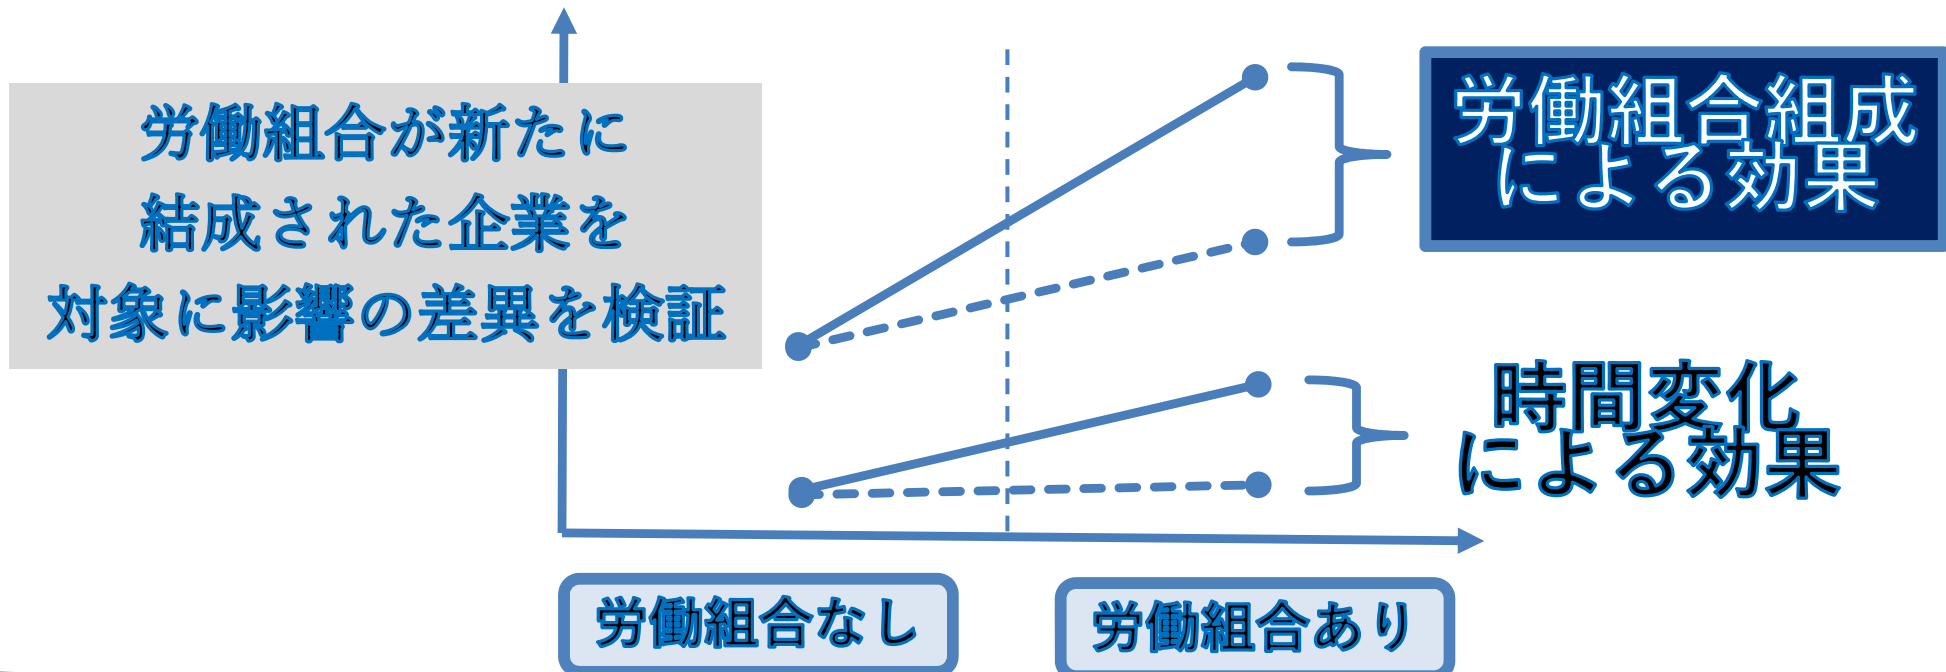 労働組合が新たに
結成された企業を
対象に影響の差異を検証
労働組合組成
による効果
時間変化
による効果
労働組合なし
労働組合あり